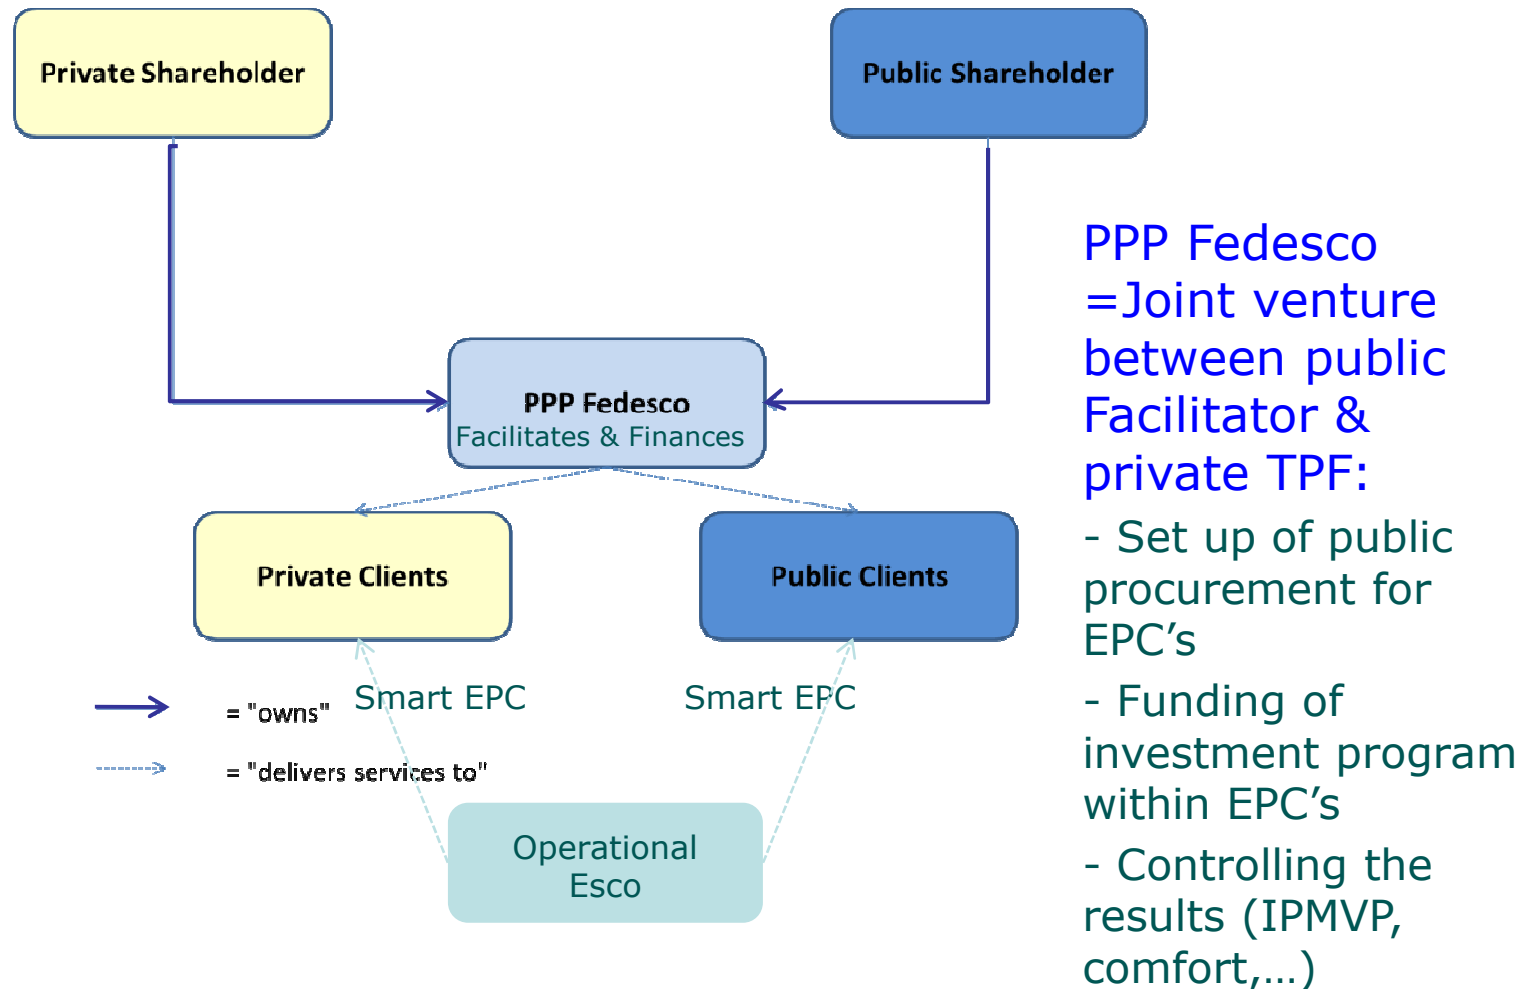 Private Shareholder
Public Shareholder
PPP Fedesco
Facilitates & Finances
Private Clients
Public Clients
Smart EPC
Smart EPC
= "owns"
= "delivers services to"
Operational
Esco
PPP Fedesco
=Joint venture
between public
Facilitator &
private TPF:
- Set up of public
procurement for
EPC’s
- Funding of
investment program
within EPC’s
- Controlling the
results (IPMVP,
comfort,…)